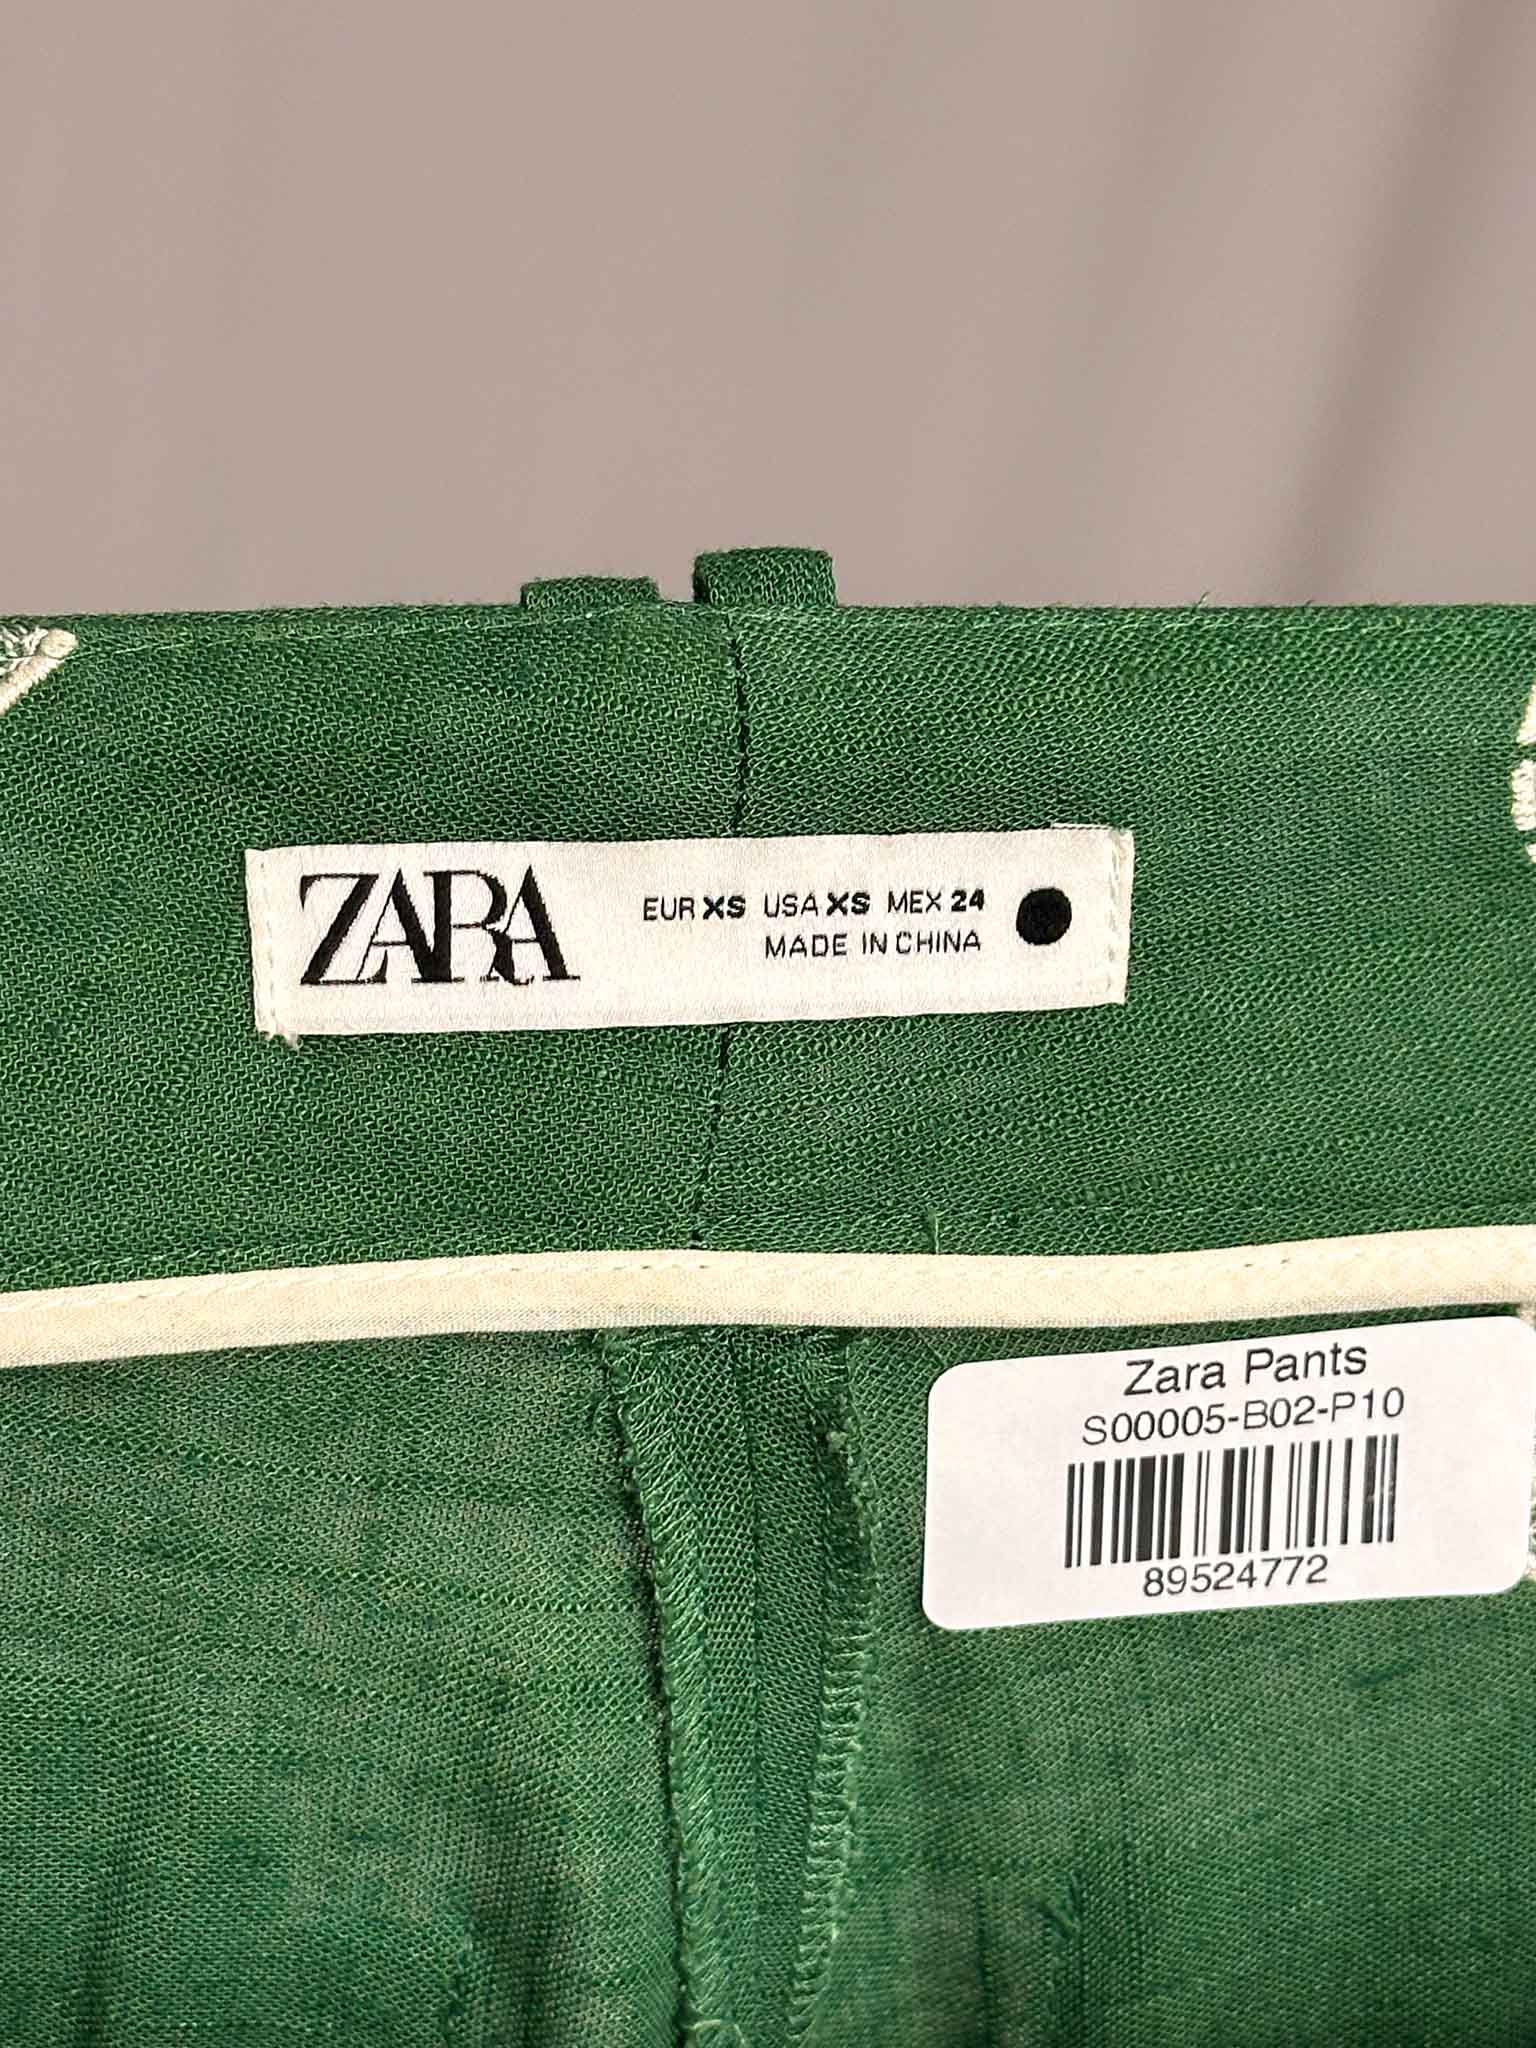 ZARA
EUR XS USA XS MEX 24
MADE IN CHINA
Zara Pants
S00005-B02-P10
89524772